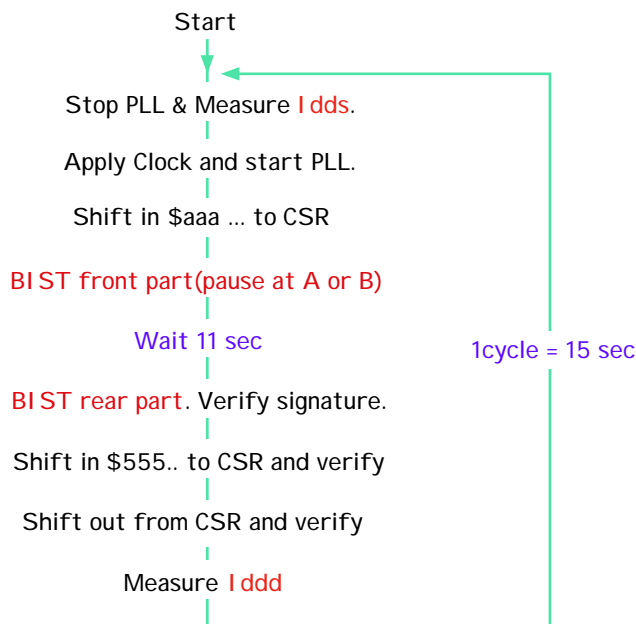 Start
Stop PLL & Measure Idds.
Apply Clock and start PLL.
Shift in $aaa ... to CSR
BIST front part(pause at A or B)
Wait 11 sec
1cycle = 15 sec
BIST rear part. Verify signature.
Shift in $555.. to CSR and verify
Shift out from CSR and verify
Measure Iddd